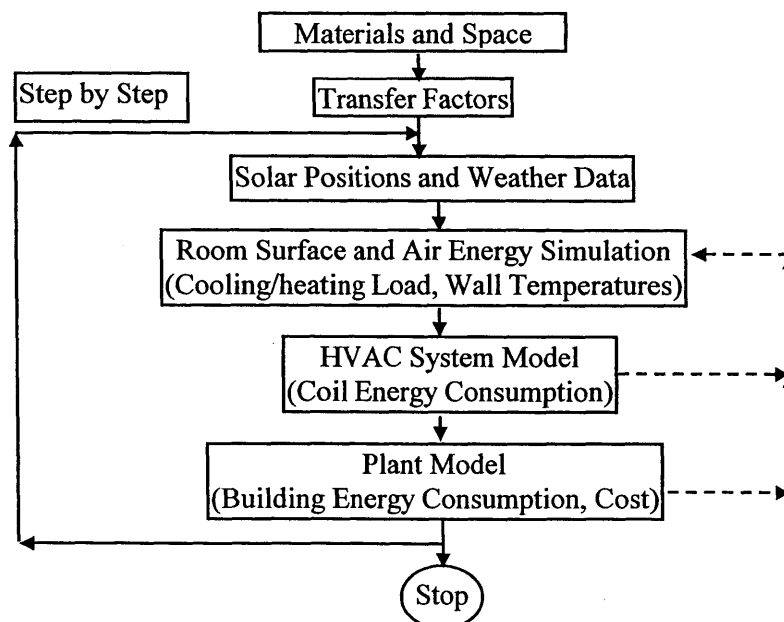 Materials and Space
Step by Step
Transfer Factors
Solar Positions and Weather Data
Room Surface and Air Energy Simulation
(Cooling/heating Load, Wall Temperatures)
HVAC System Model
(Coil Energy Consumption)
Plant Model
(Building Energy Consumption, Cost)
Stop